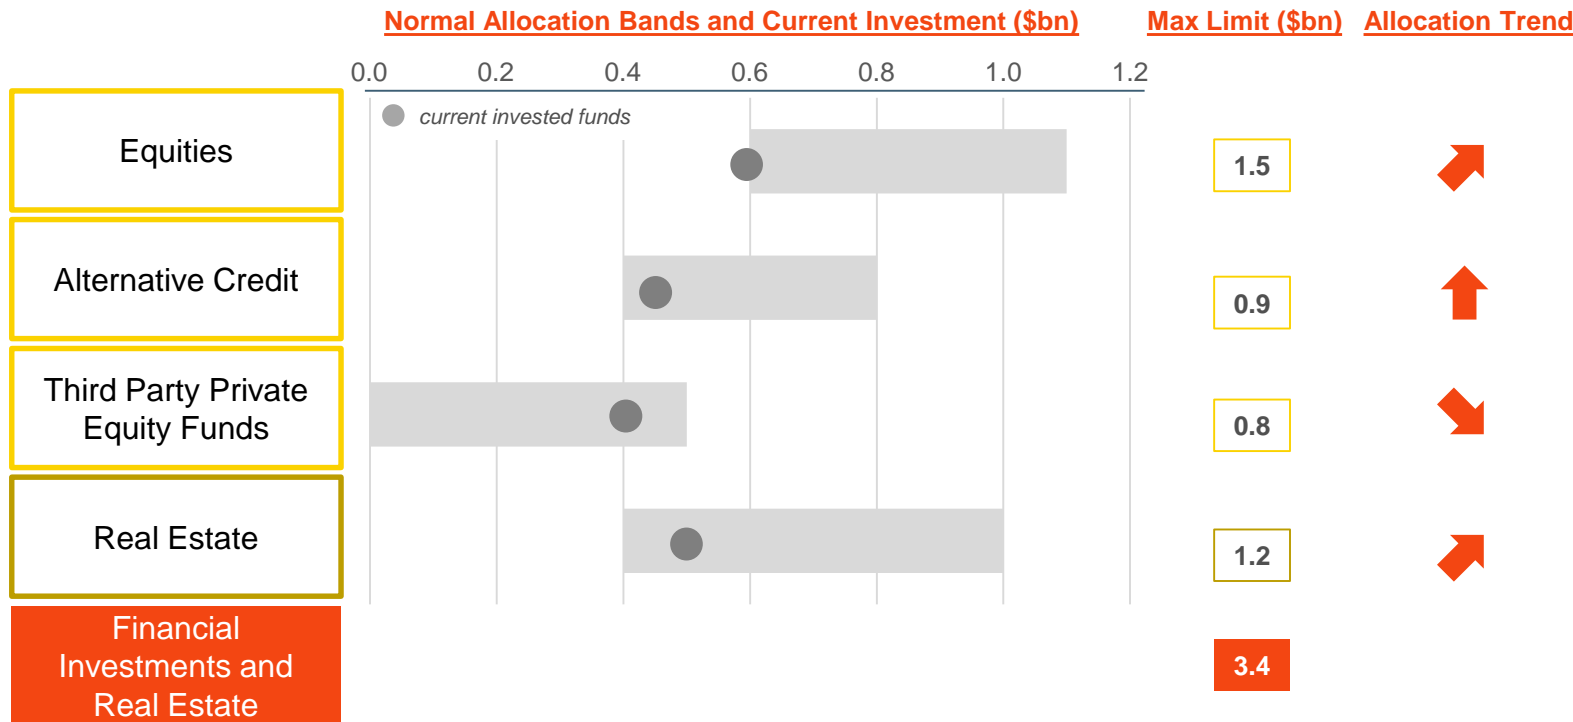 Normal Allocation Bands and Current Investment ($bn) Max Limit ($bn) Allocation Trend
0.0 0.2 0.4 0.6 0.8 1.0 1.2
current invested funds
Equities
1.5
Alternative Credit
0.9
Third Party Private
Equity Funds
0.8
Real Estate
1.2
Financial
Investments and
Real Estate
3.4